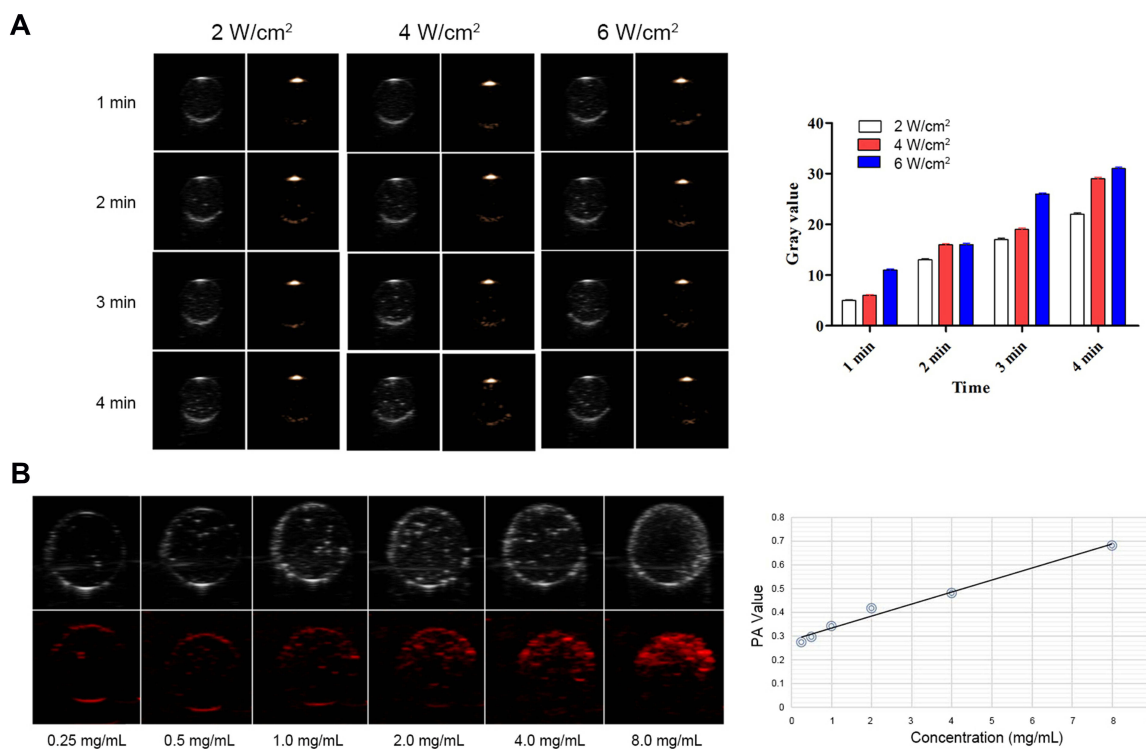 A
2 W/cm²
4 W/cm²
6 W/cm²
1 min
2 min
3 min
4 min
2 W/cm²
4 W/cm²
6 W/cm²
Gray value
40
30
20
10
0
1 min
2 min
3 min
4 min
Time
B
0.25 mg/mL
0.5 mg/mL
1.0 mg/mL
2.0 mg/mL
4.0 mg/mL
8.0 mg/mL
PA Value
0.8
0.7
0.6
0.5
0.4
0.3
0.2
0.1
0
0 1 2 3 4 5 6 7 8
Concentration (mg/mL)